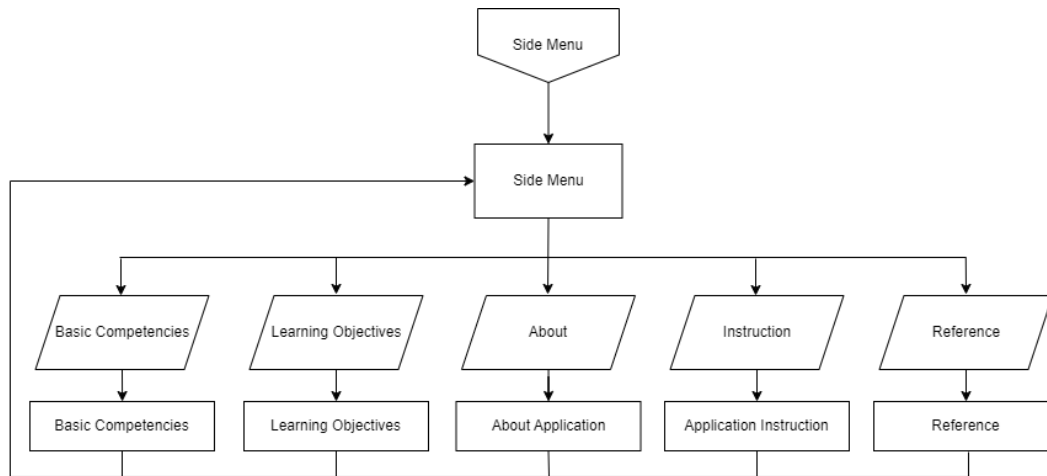 Side Menu
Side Menu
Basic Competencies
Learning Objectives
About
Instruction
Reference
Basic Competencies
Learning Objectives
About Application
Application Instruction
Reference